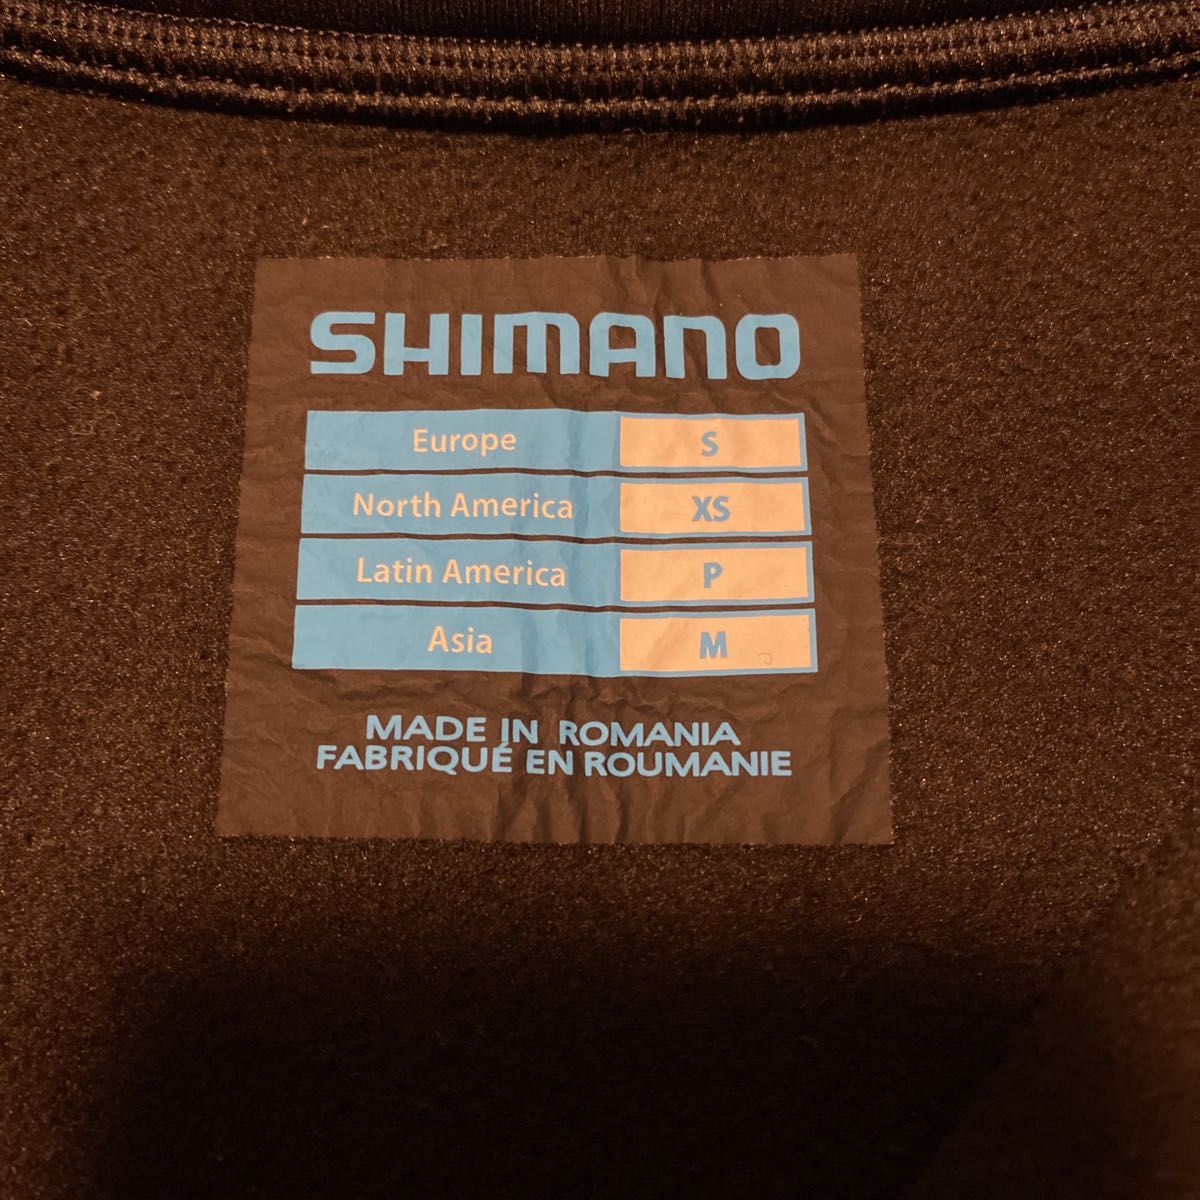 SHIMANO
Europe S
North America XS
Latin America P
Asia M
MADE IN ROMANIA
FABRIQUÉ EN ROUMANIE